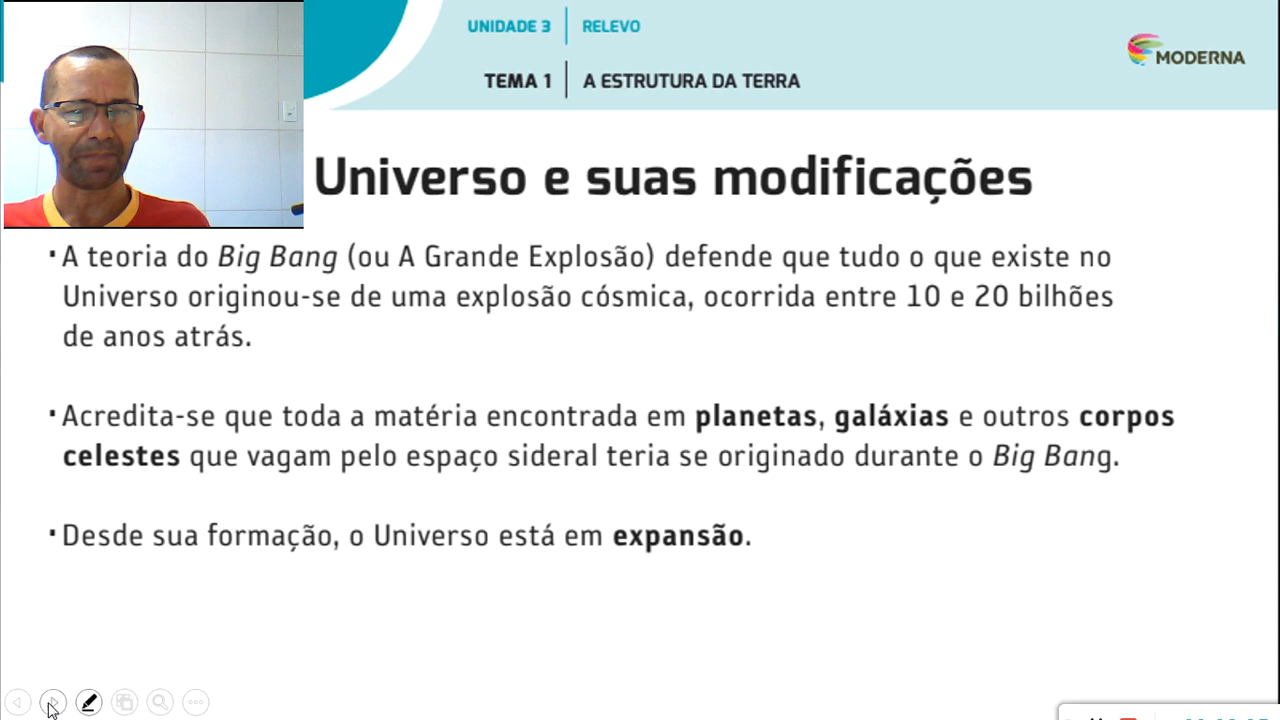 UNIDADE 3 | RELEVO
TEMA 1 | A ESTRUTURA DA TERRA
MODERNA
Universo e suas modificações
▪ A teoria do Big Bang (ou A Grande Explosão) defende que tudo o que existe no
Universo originou-se de uma explosão cósmica, ocorrida entre 10 e 20 bilhões
de anos atrás.
▪ Acredita-se que toda a matéria encontrada em planetas, galáxias e outros corpos
celestes que vagam pelo espaço sideral teria se originado durante o Big Bang.
▪ Desde sua formação, o Universo está em expansão.